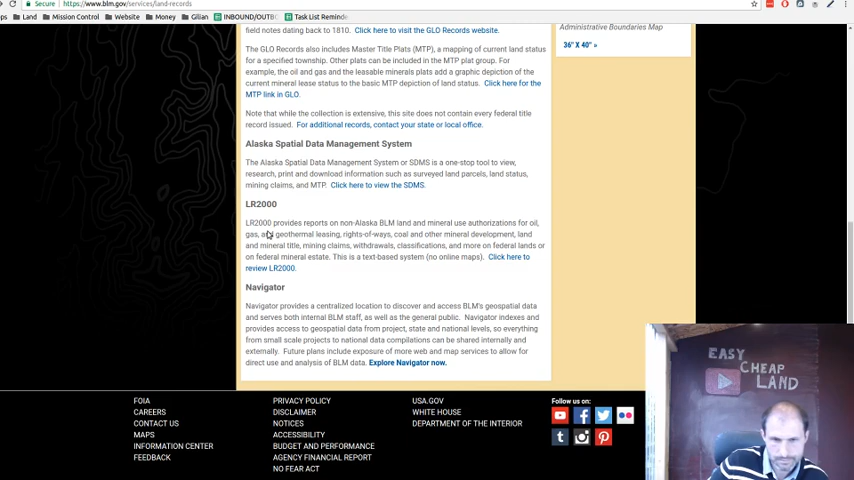 Secure https://www.blm.gov/services/land-records
Land Mission Control Website Money Gilian INBOUND/OUTBO Task List Remind
field notes dating back to 1810. Click here to visit the GLO Records website.
The GLO Records also includes Master Title Plats (MTP), a mapping of current land status
for a specified township. Other plats can be included in the MTP plat group. For
example, the oil and gas and the leasable minerals plats add a graphic depiction of the
current mineral lease status to the basic MTP depiction of land status. Click here for the
MTP link in GLO.
Note that while the collection is extensive, this site does not contain every federal title
record issued. For additional records, contact your state or local office.
Alaska Spatial Data Management System
The Alaska Spatial Data Management System or SDMS is a one-stop tool to view,
research, print and download information such as surveyed land parcels, land status,
mining claims, and MTP. Click here to view the SDMS.
LR2000
LR2000 provides reports on non-Alaska BLM land and mineral use authorizations for oil,
gas, and geothermal leasing, rights-of-ways, coal and other mineral development, land
and mineral title, mining claims, withdrawals, classifications, and more on federal lands or
on federal mineral estate. This is a text-based system (no online maps). Click here to
review LR2000.
Navigator
Navigator provides a centralized location to discover and access BLM's geospatial data
and serves both internal BLM staff, as well as the general public. Navigator indexes and
provides access to geospatial data from project, state and national levels, so everything
from small scale projects to national data compilations can be shared internally and
externally. Future plans include exposure of more web and map services to allow for
direct use and analysis of BLM data. Explore Navigator now.
Administrative Boundaries Map
36" X 40" »
FOIA
CAREERS
CONTACT US
MAPS
INFORMATION CENTER
FEEDBACK
PRIVACY POLICY
DISCLAIMER
NOTICES
ACCESSIBILITY
BUDGET AND PERFORMANCE
AGENCY FINANCIAL REPORT
NO FEAR ACT
USA.GOV
WHITE HOUSE
DEPARTMENT OF THE INTERIOR
Follow us on:
EASY
CHEAP
LAND